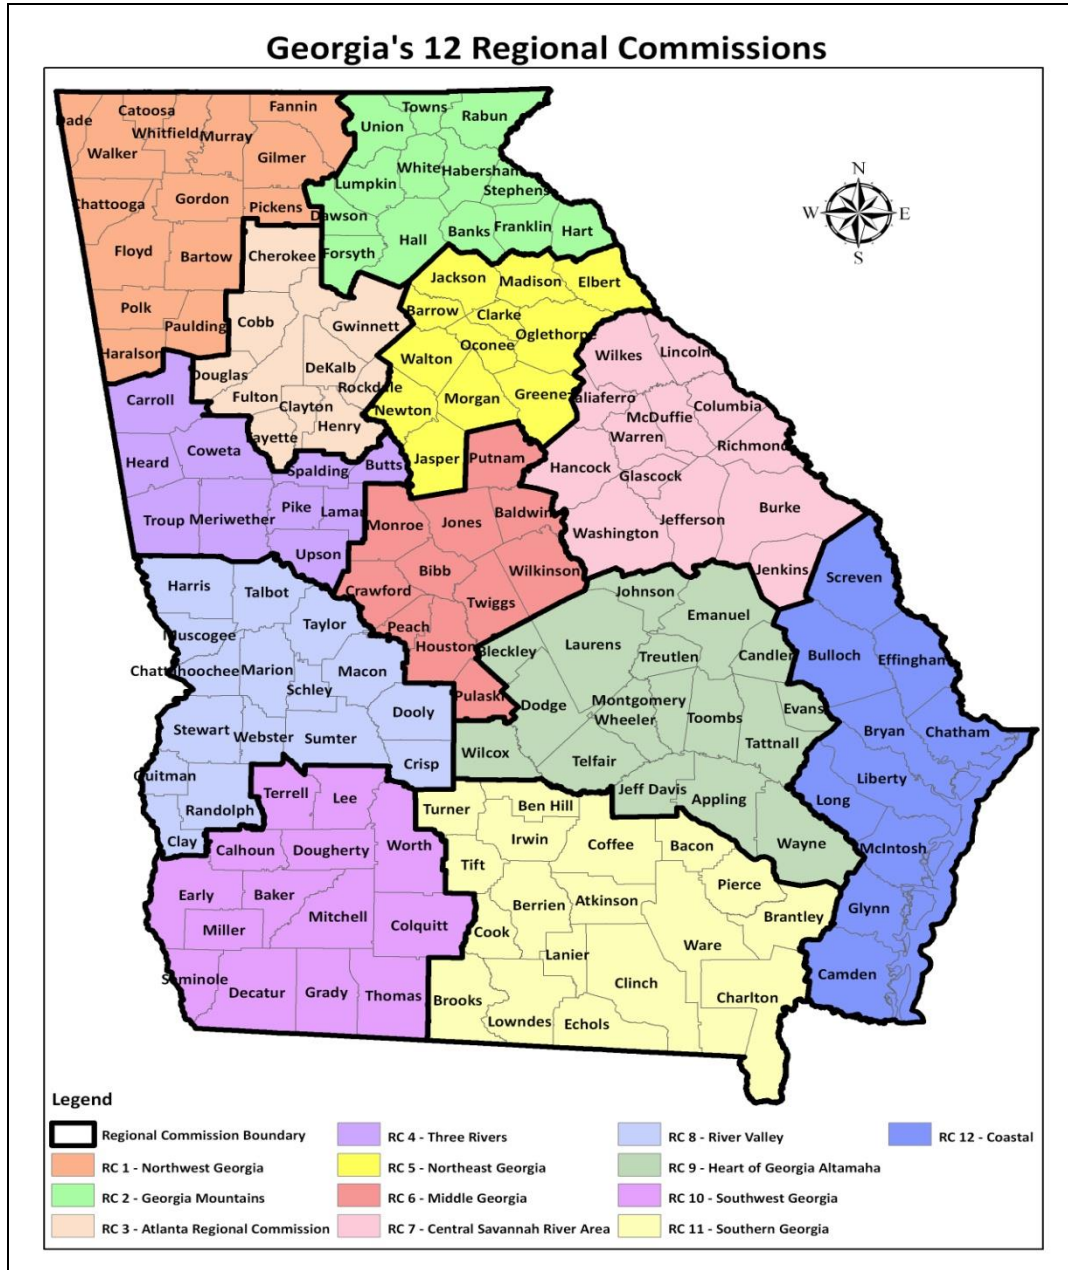 Georgia's 12 Regional Commissions
N
W E
S
Dade
Catoosa
Whitfield
Murray
Fannin
Walker
Gilmer
Chattooga
Gordon
Pickens
Floyd
Bartow
Polk
Paulding
Haralson
Towns
Rabun
Union
White
Habersham
Lumpkin
Stephens
Dawson
Hall
Banks
Franklin
Hart
Forsyth
Cherokee
Cobb
Gwinnett
Douglas
DeKalb
Rockdale
Fulton
Clayton
Henry
Fayette
Jackson
Madison
Elbert
Barrow
Clarke
Oglethorpe
Oconee
Walton
Newton
Morgan
Greene
Jasper
Wilkes
Lincoln
Taliaferro
McDuffie
Columbia
Warren
Richmond
Hancock
Glascock
Burke
Washington
Jefferson
Jenkins
Carroll
Heard
Coweta
Spalding
Butts
Troup
Meriwether
Pike
Lamar
Upson
Putnam
Monroe
Jones
Baldwin
Bibb
Wilkinson
Crawford
Twiggs
Peach
Houston
Pulaski
Harris
Talbot
Taylor
Muscogee
Chattahoochee
Marion
Macon
Schley
Dooly
Stewart
Webster
Sumter
Crisp
Quitman
Randolph
Clay
Johnson
Emanuel
Laurens
Bleckley
Treutlen
Candler
Dodge
Montgomery
Wheeler
Toombs
Evans
Tattnall
Wilcox
Telfair
Jeff Davis
Appling
Wayne
Screven
Bulloch
Effingham
Bryan
Chatham
Liberty
Long
McIntosh
Glynn
Camden
Terrell
Lee
Worth
Calhoun
Dougherty
Early
Baker
Mitchell
Colquitt
Miller
Seminole
Decatur
Grady
Thomas
Turner
Ben Hill
Irwin
Coffee
Bacon
Tift
Pierce
Berrien
Atkinson
Brantley
Cook
Ware
Lanier
Clinch
Charlton
Brooks
Lowndes
Echols
Legend
Regional Commission Boundary
RC 1 - Northwest Georgia
RC 2 - Georgia Mountains
RC 3 - Atlanta Regional Commission
RC 4 - Three Rivers
RC 5 - Northeast Georgia
RC 6 - Middle Georgia
RC 7 - Central Savannah River Area
RC 8 - River Valley
RC 9 - Heart of Georgia Altamaha
RC 10 - Southwest Georgia
RC 11 - Southern Georgia
RC 12 - Coastal